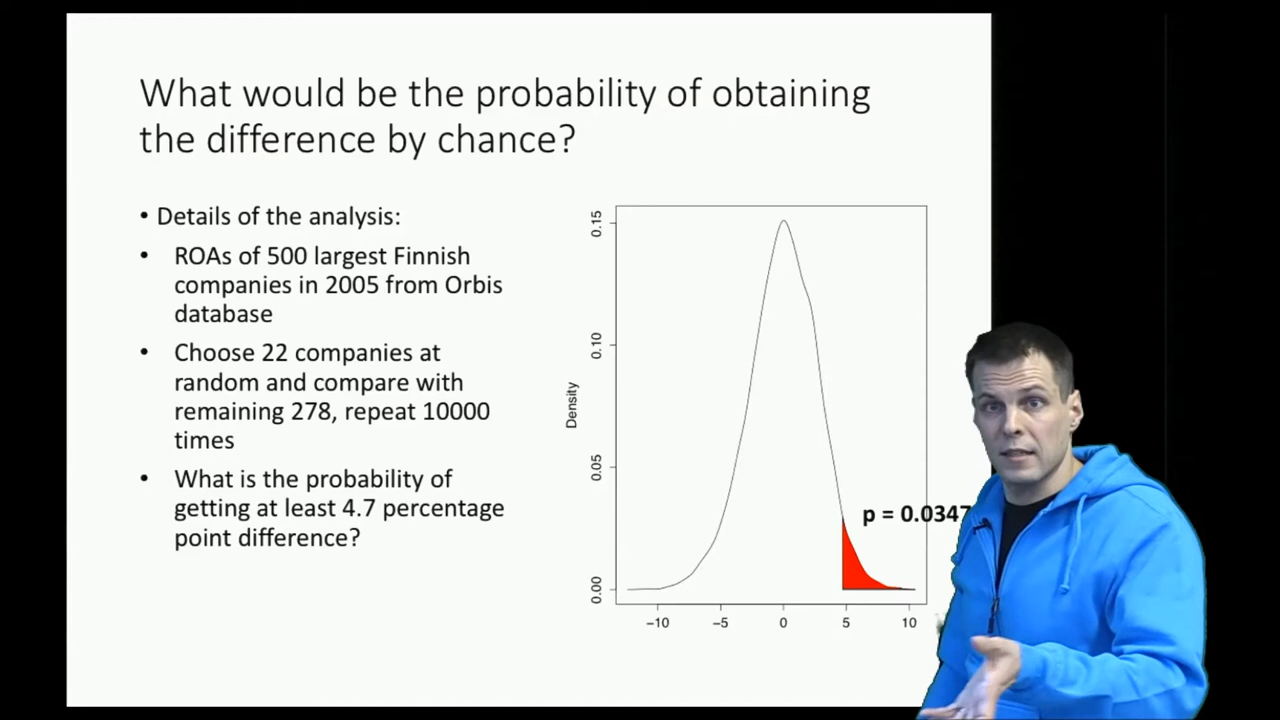 What would be the probability of obtaining
the difference by chance?
• Details of the analysis:
• ROAs of 500 largest Finnish
companies in 2005 from Orbis
database
• Choose 22 companies at
random and compare with
remaining 278, repeat 10000
times
• What is the probability of
getting at least 4.7 percentage
point difference?
Density
0.15
0.10
0.05
0.00
−10 −5 0 5 10
p = 0.0347